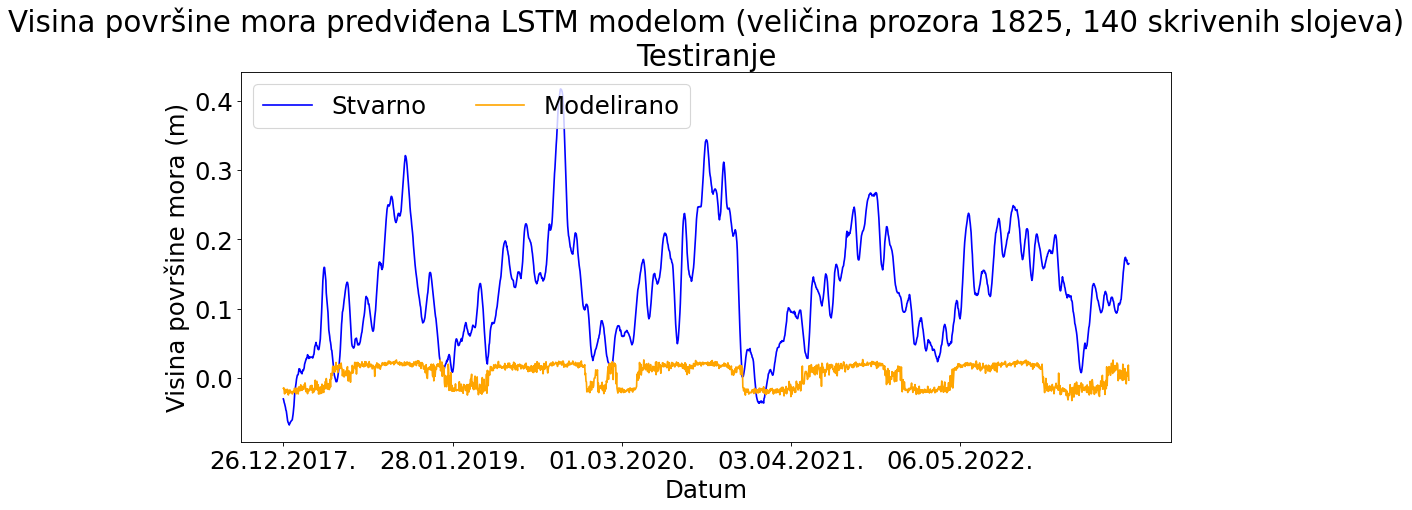 Visina površine mora predviđena LSTM modelom (veličina prozora 1825, 140 skrivenih slojeva)
Testiranje
Stvarno Modelirano
Visina površine mora (m)
0.4
0.3
0.2
0.1
0.0
26.12.2017. 28.01.2019. 01.03.2020. 03.04.2021. 06.05.2022.
Datum